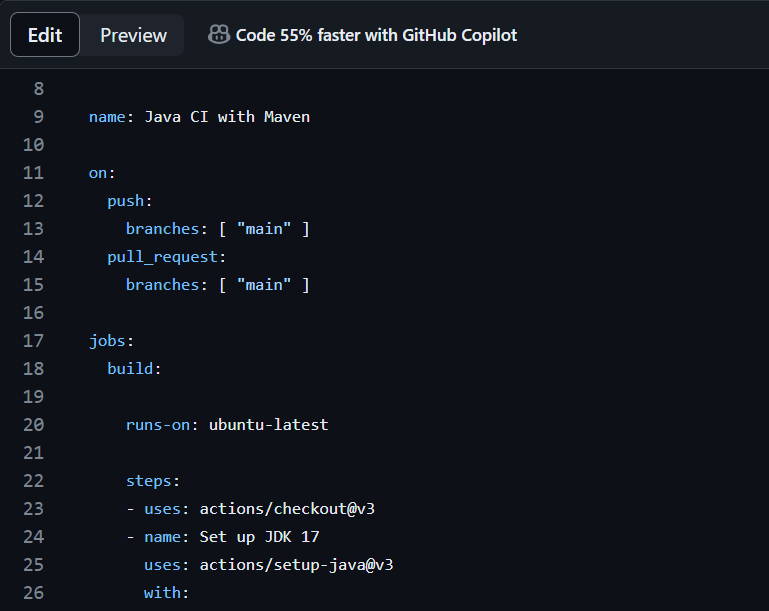 Edit Preview Code 55% faster with GitHub Copilot
8
9 name: Java CI with Maven
10
11 on:
12   push:
13     branches: [ "main" ]
14   pull_request:
15     branches: [ "main" ]
16
17 jobs:
18   build:
19
20     runs-on: ubuntu-latest
21
22     steps:
23     - uses: actions/checkout@v3
24     - name: Set up JDK 17
25       uses: actions/setup-java@v3
26       with: